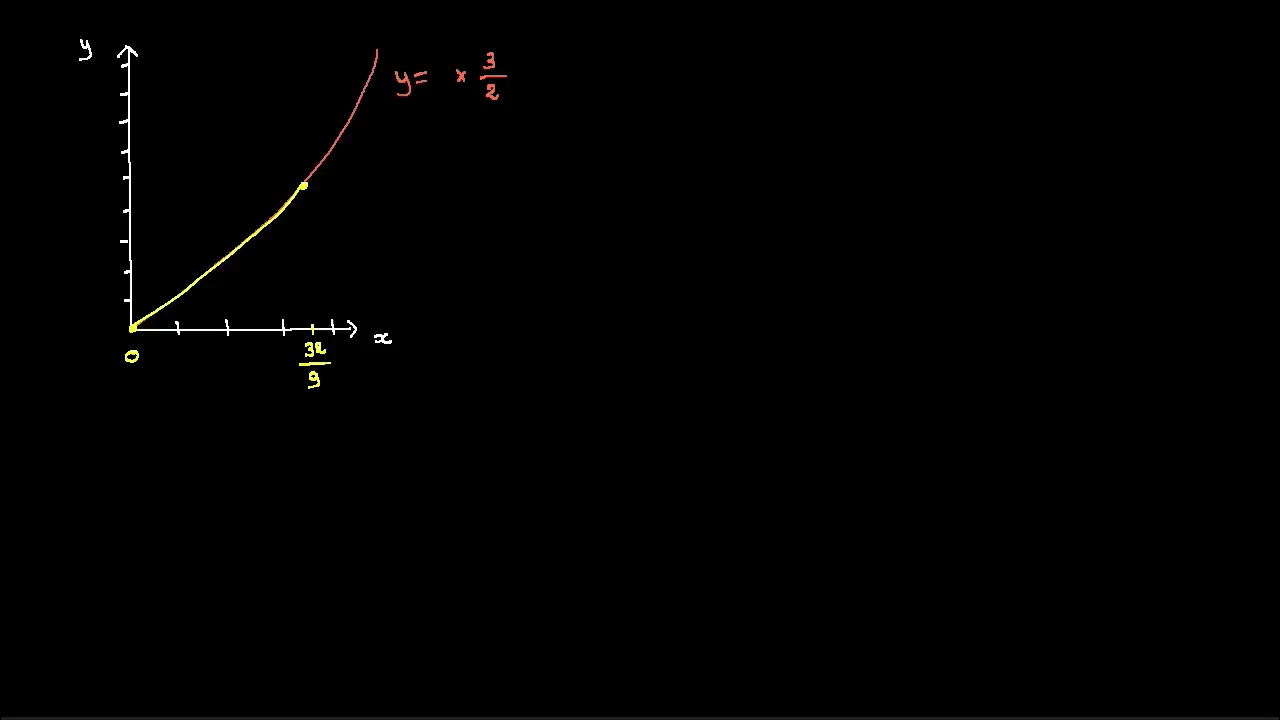 y
y = x 3/2
x
0
32/9